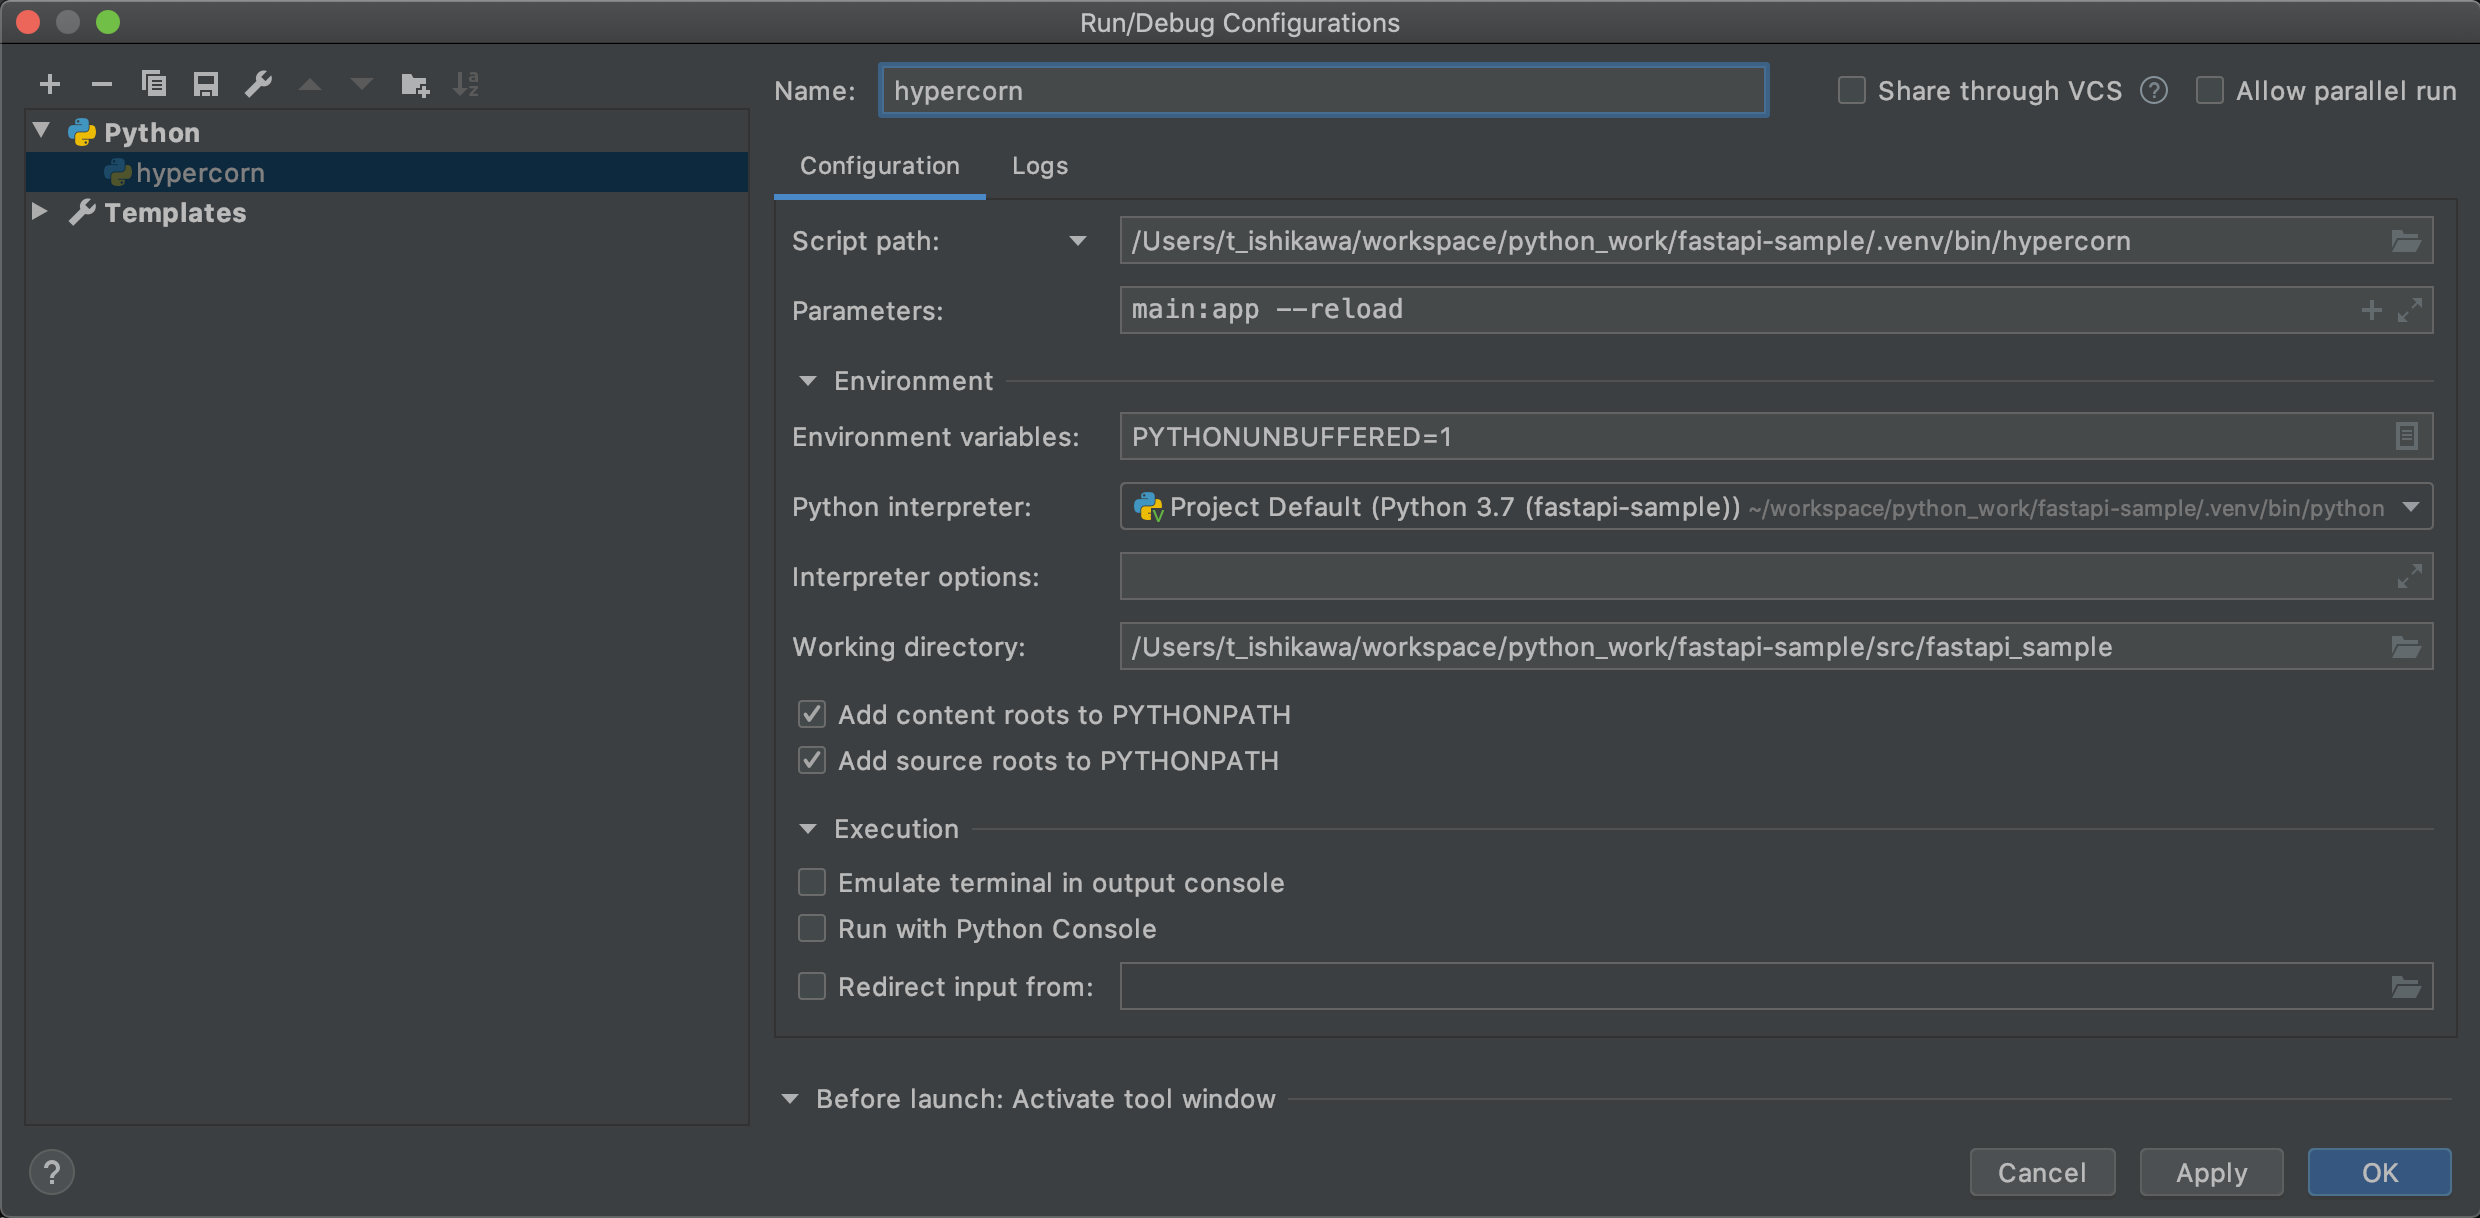 Run/Debug Configurations
Python
hypercorn
Templates
Name: hypercorn
Share through VCS ? Allow parallel run
Configuration Logs
Script path: /Users/t_ishikawa/workspace/python_work/fastapi-sample/.venv/bin/hypercorn
Parameters: main:app --reload
Environment
Environment variables: PYTHONUNBUFFERED=1
Python interpreter: Project Default (Python 3.7 (fastapi-sample)) ~/workspace/python_work/fastapi-sample/.venv/bin/python
Interpreter options:
Working directory: /Users/t_ishikawa/workspace/python_work/fastapi-sample/src/fastapi_sample
Add content roots to PYTHONPATH
Add source roots to PYTHONPATH
Execution
Emulate terminal in output console
Run with Python Console
Redirect input from:
Before launch: Activate tool window
? Cancel Apply OK